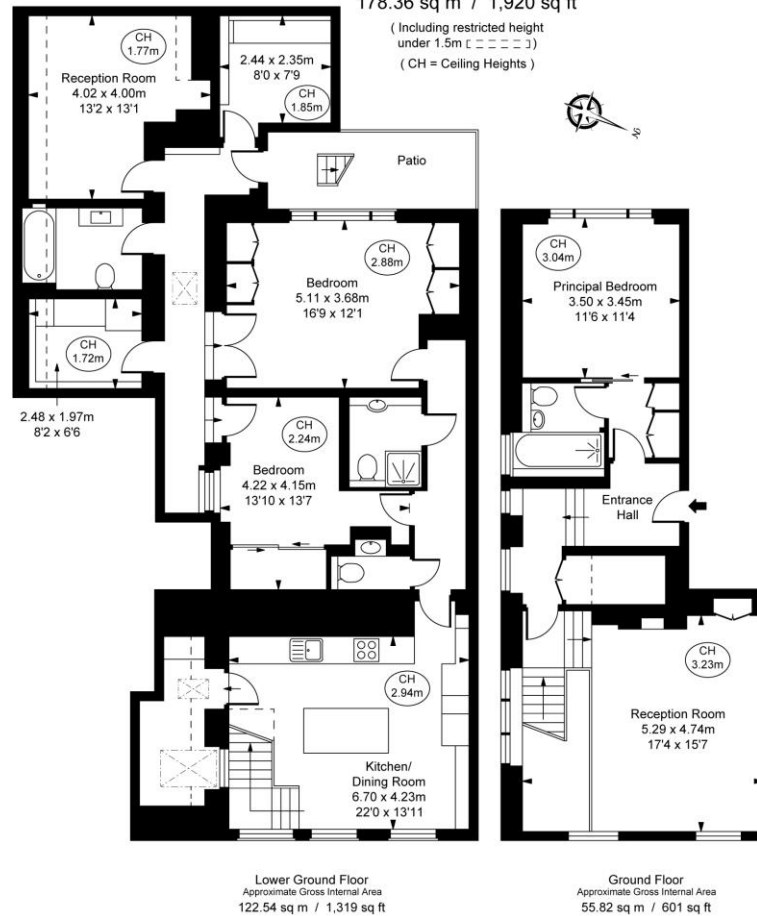 178.36 sq m / 1,920 sq ft
( Including restricted height
under 1.5m )
( CH = Ceiling Heights )
CH
1.77m
Reception Room
4.02 x 4.00m
13'2 x 13'1
2.44 x 2.35m
8'0 x 7'9
CH
1.85m
N
Patio
CH
2.88m
Bedroom
5.11 x 3.68m
16'9 x 12'1
CH
3.04m
Principal Bedroom
3.50 x 3.45m
11'6 x 11'4
CH
1.72m
2.48 x 1.97m
8'2 x 6'6
CH
2.24m
Bedroom
4.22 x 4.15m
13'10 x 13'7
Entrance
Hall
CH
2.94m
Kitchen/
Dining Room
6.70 x 4.23m
22'0 x 13'11
CH
3.23m
Reception Room
5.29 x 4.74m
17'4 x 15'7
Lower Ground Floor
Approximate Gross Internal Area
122.54 sq m / 1,319 sq ft
Ground Floor
Approximate Gross Internal Area
55.82 sq m / 601 sq ft